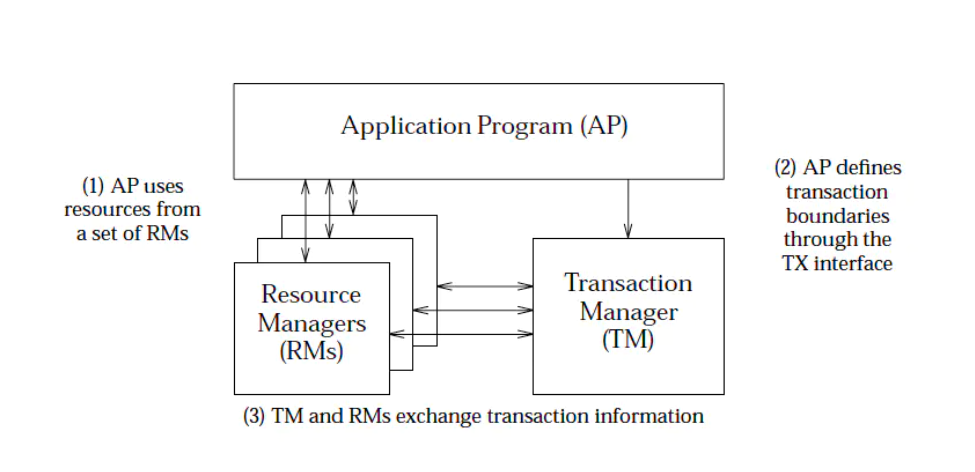 Application Program (AP)
(1) AP uses
resources from
a set of RMs
(2) AP defines
transaction
boundaries
through the
TX interface
Resource
Managers
(RMs)
Transaction
Manager
(TM)
(3) TM and RMs exchange transaction information